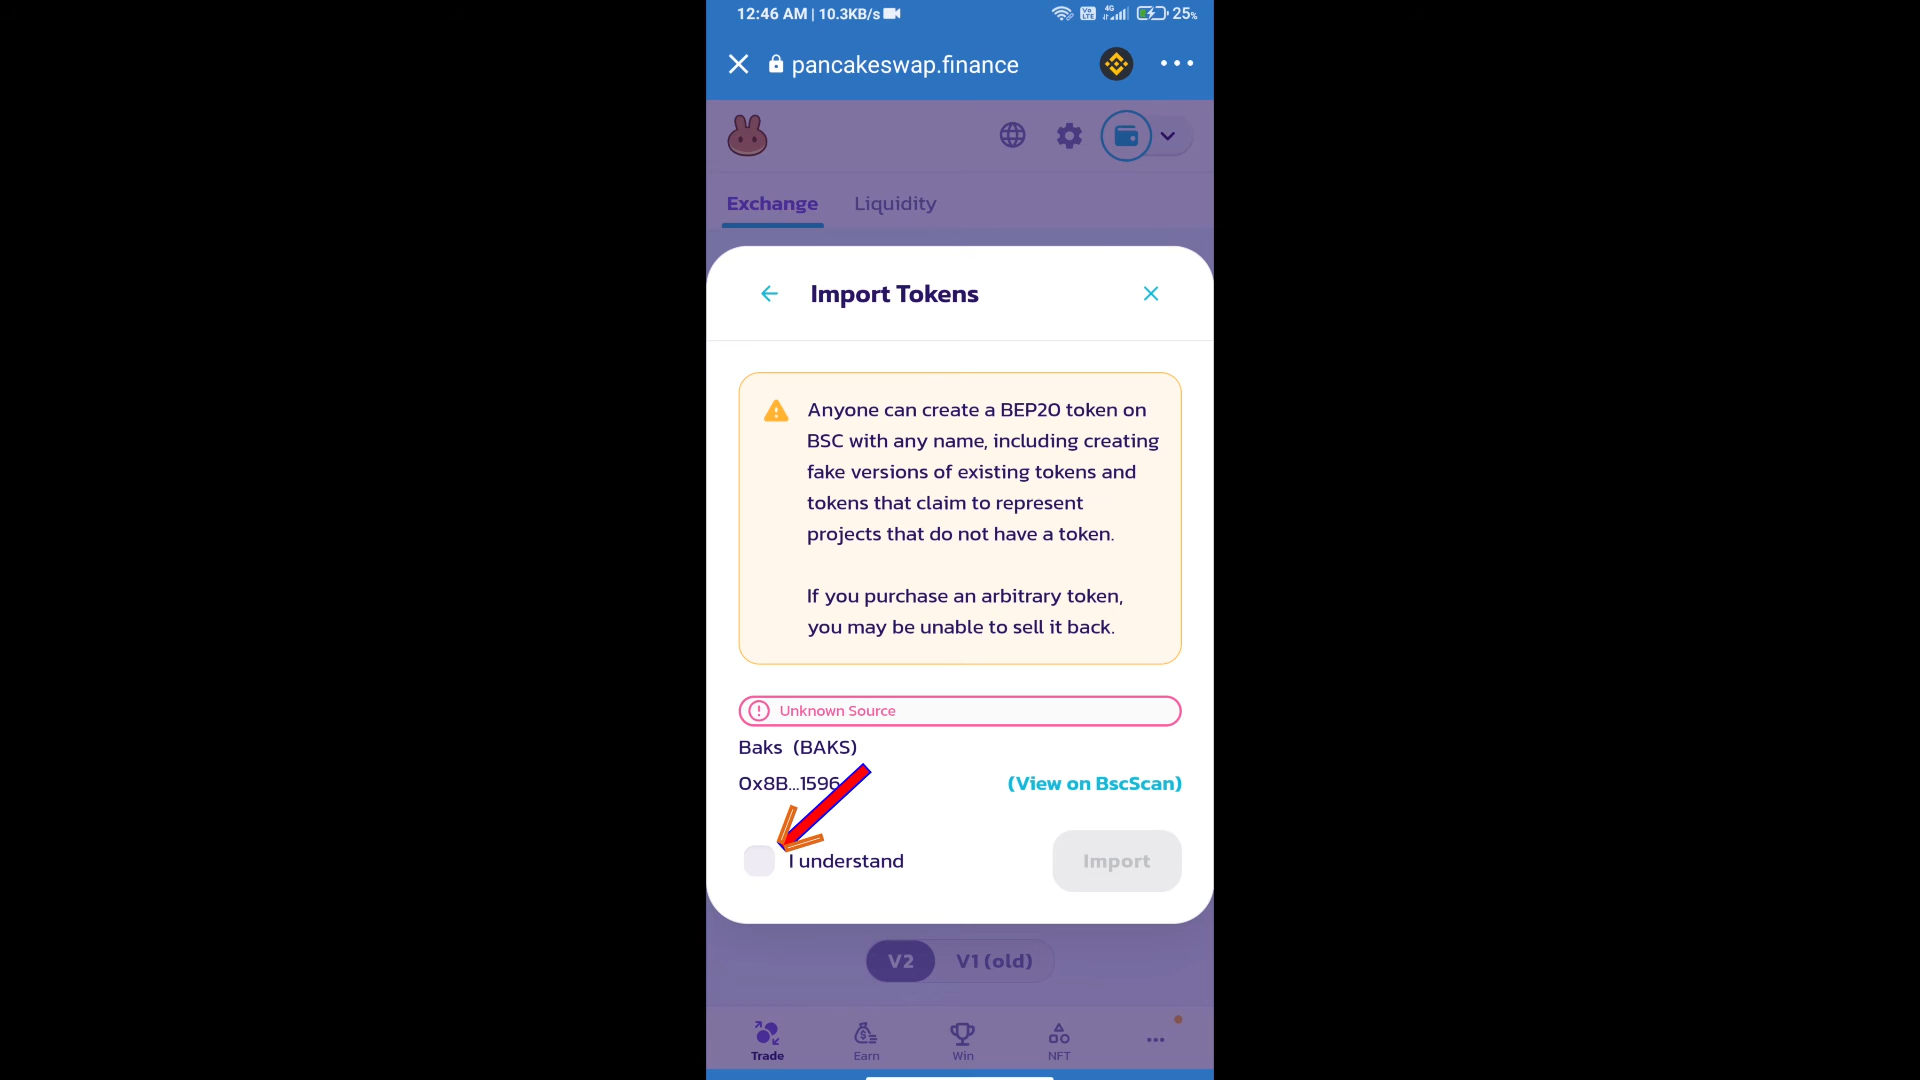 12:46 AM | 10.3KB/s
Vo LTE 4G 25%
pancakeswap.finance
Exchange Liquidity
Import Tokens
Anyone can create a BEP20 token on
BSC with any name, including creating
fake versions of existing tokens and
tokens that claim to represent
projects that do not have a token.
If you purchase an arbitrary token,
you may be unable to sell it back.
Unknown Source
Baks (BAKS)
0x8B...1596 (View on BscScan)
I understand Import
V2 V1 (old)
Trade Earn Win NFT